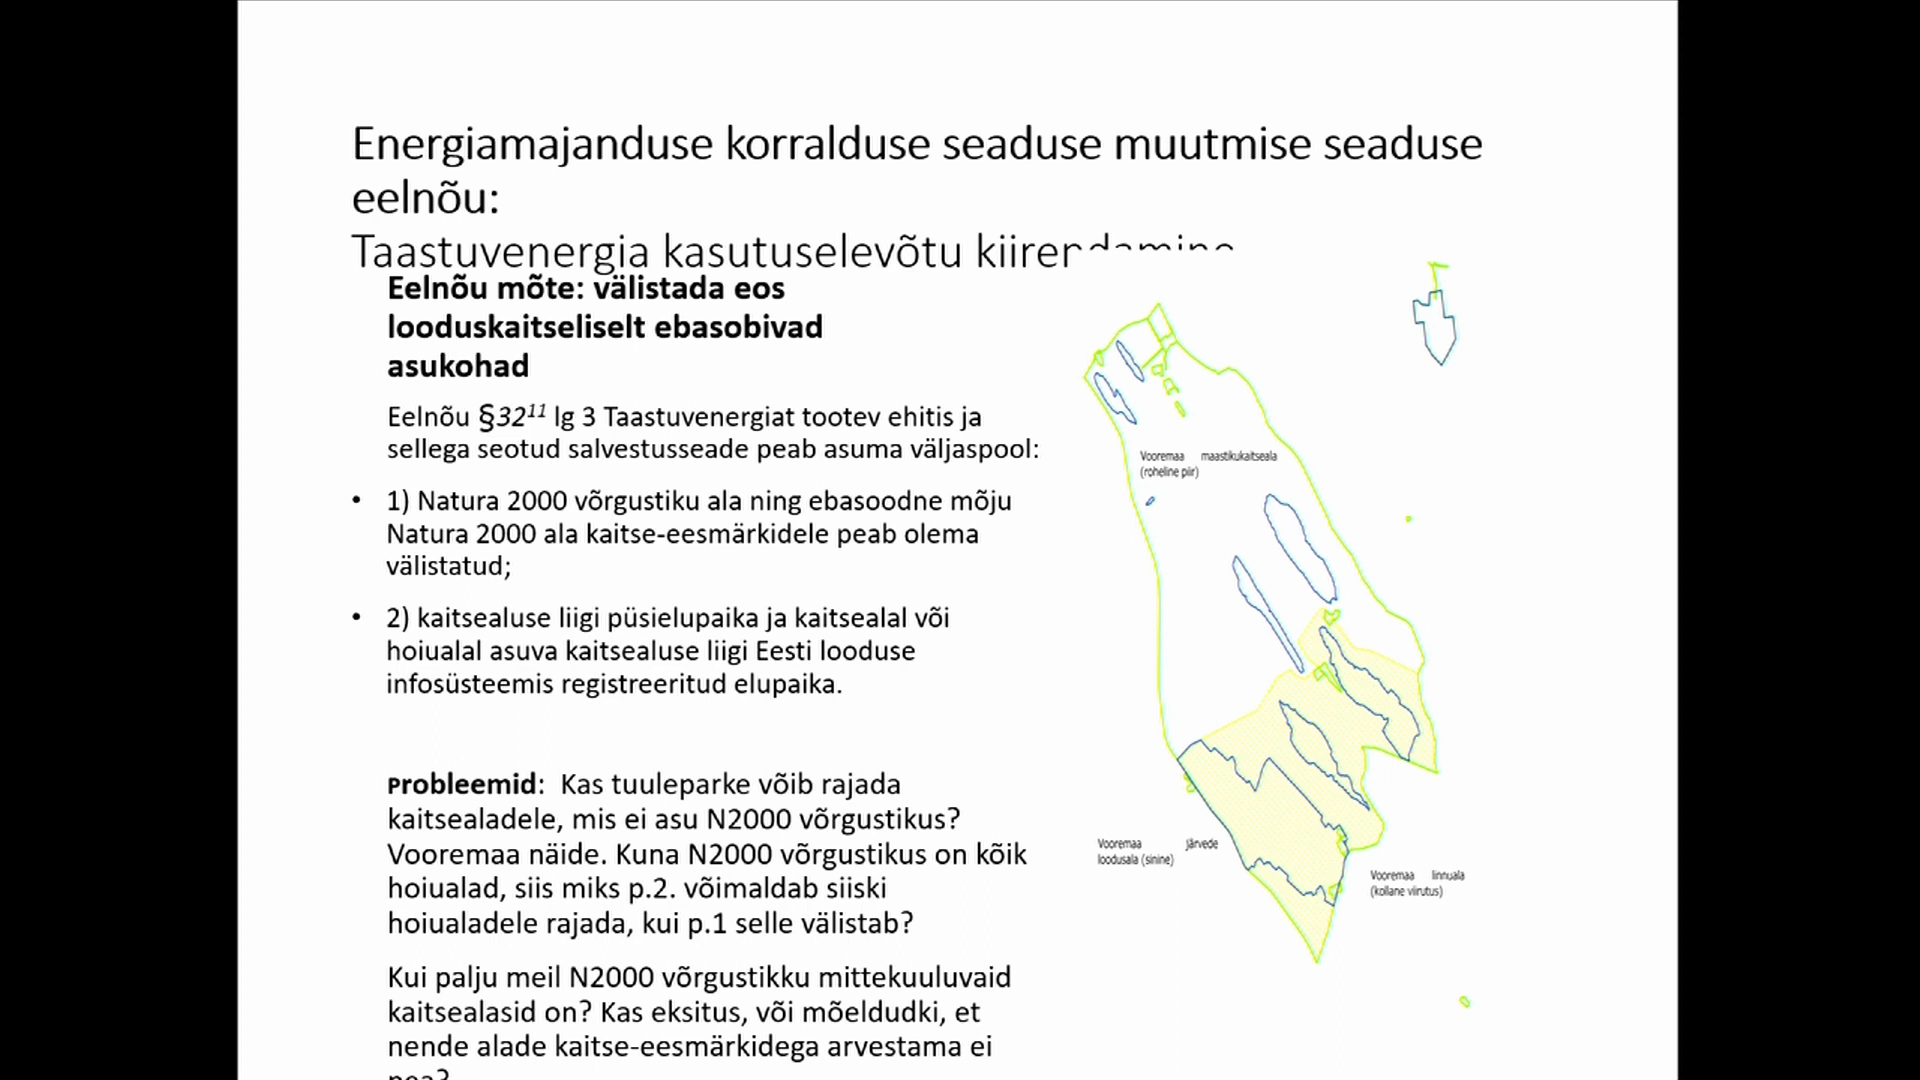 Energiamajanduse korralduse seaduse muutmise seaduse
eelnõu:
Taastuvenergia kasutuselevõtu kiirendamine
Eelnõu mõte: välistada eos
looduskaitseliselt ebasobivad
asukohad
Eelnõu §32¹¹ lg 3 Taastuvenergiat tootev ehitis ja
sellega seotud salvestusseade peab asuma väljaspool:
• 1) Natura 2000 võrgustiku ala ning ebasoodne mõju
Natura 2000 ala kaitse-eesmärkidele peab olema
välistatud;
• 2) kaitsealuse liigi püsielupaika ja kaitsealal või
hoiualal asuva kaitsealuse liigi Eesti looduse
infosüsteemis registreeritud elupaika.
Probleemid: Kas tuuleparke võib rajada
kaitsealadele, mis ei asu N2000 võrgustikus?
Vooremaa näide. Kuna N2000 võrgustikus on kõik
hoiualad, siis miks p.2. võimaldab siiski
hoiualadele rajada, kui p.1 selle välistab?
Kui palju meil N2000 võrgustikku mittekuuluvaid
kaitsealasid on? Kas eksitus, või mõeldudki, et
nende alade kaitse-eesmärkidega arvestama ei
Vooremaa maastikukaitseala
(roheline piir)
Vooremaa järvede
loodusala (sinine)
Vooremaa linnuala
(kollane viirutus)